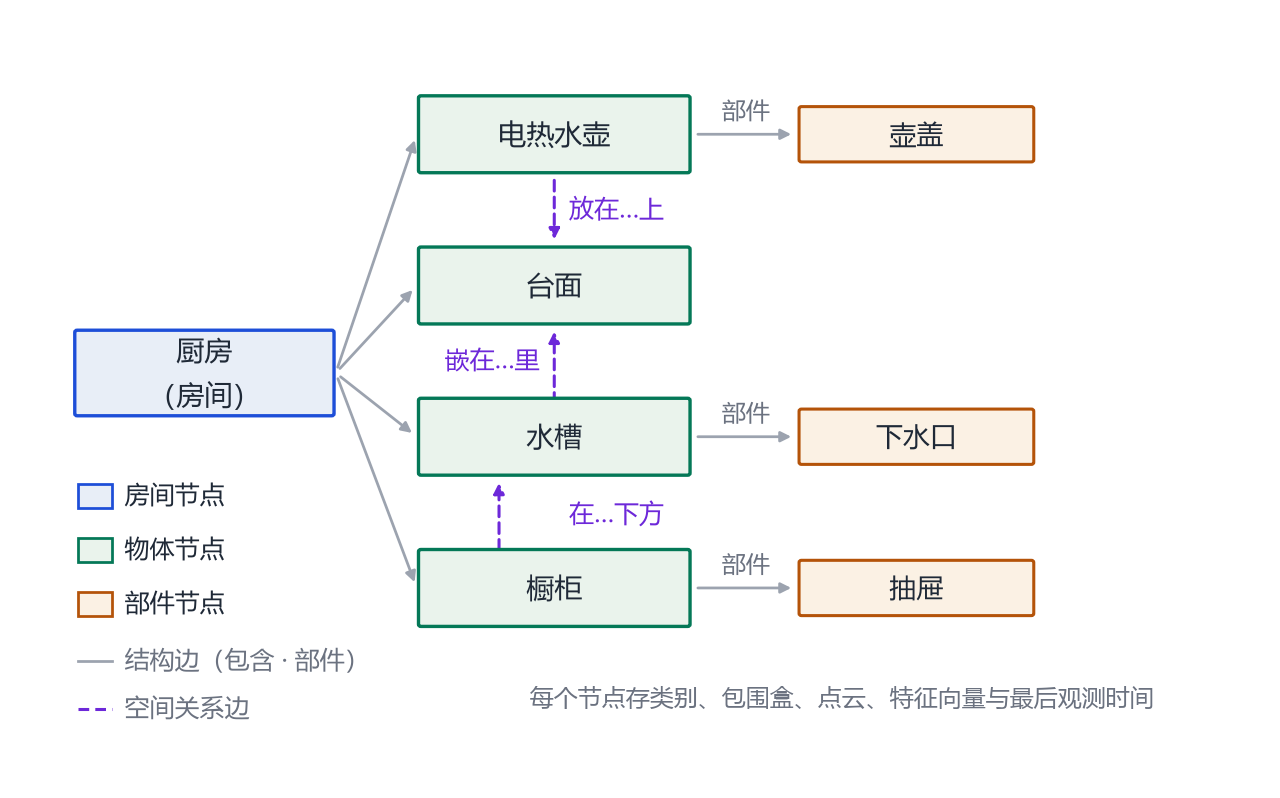 电热水壶
部件
壶盖
放在…上
台面
厨房
（房间）
嵌在…里
水槽
部件
下水口
在…下方
橱柜
部件
抽屉
房间节点
物体节点
部件节点
结构边（包含 · 部件）
空间关系边
每个节点存类别、包围盒、点云、特征向量与最后观测时间